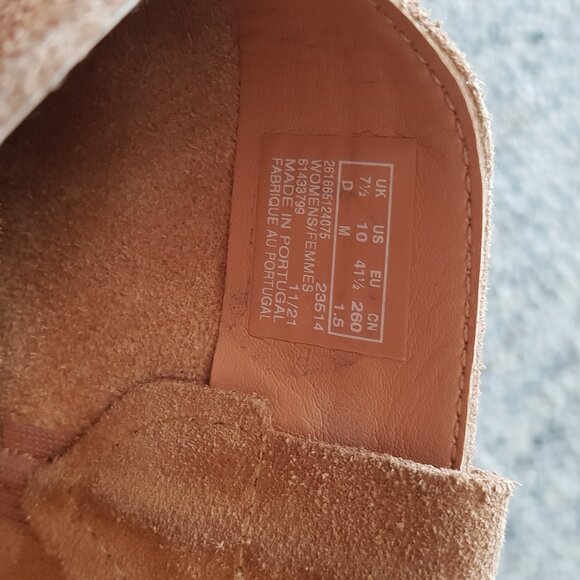 UK US EU CN
7½ 10 41½ 260
D M 1.5
261665124075
WOMENS/FEMMES 23514
61433799
MADE IN PORTUGAL 11/21
FABRIQUE AU PORTUGAL